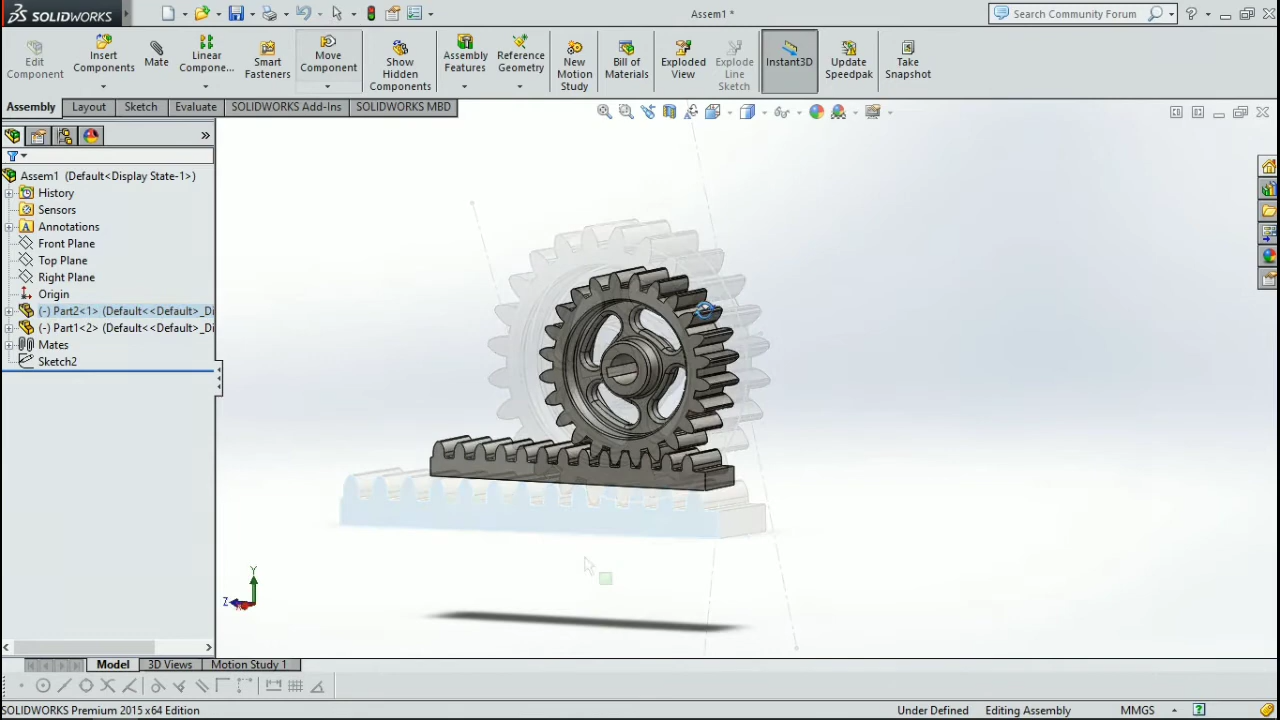 SOLIDWORKS
Assem1 *
Search Community Forum
Edit Component
Insert Components
Mate
Linear Compone...
Smart Fasteners
Move Component
Show Hidden Components
Assembly Features
Reference Geometry
New Motion Study
Bill of Materials
Exploded View
Explode Line Sketch
Instant3D
Update Speedpak
Take Snapshot
Assembly
Layout
Sketch
Evaluate
SOLIDWORKS Add-Ins
SOLIDWORKS MBD
Assem1 (Default<Display State-1>)
History
Sensors
Annotations
Front Plane
Top Plane
Right Plane
Origin
(-) Part2<1> (Default<<Default>_Di
(-) Part1<2> (Default<<Default>_Di
Mates
Sketch2
Y
Z
Model
3D Views
Motion Study 1
SOLIDWORKS Premium 2015 x64 Edition
Under Defined
Editing Assembly
MMGS